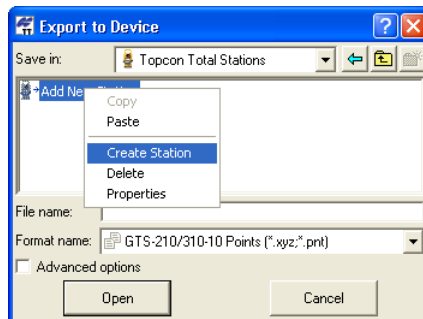 Export to Device
Save in: Topcon Total Stations
Add New
Copy
Paste
Create Station
Delete
Properties
File name:
Format name: GTS-210/310-10 Points (*.xyz;*.pnt)
Advanced options
Open Cancel